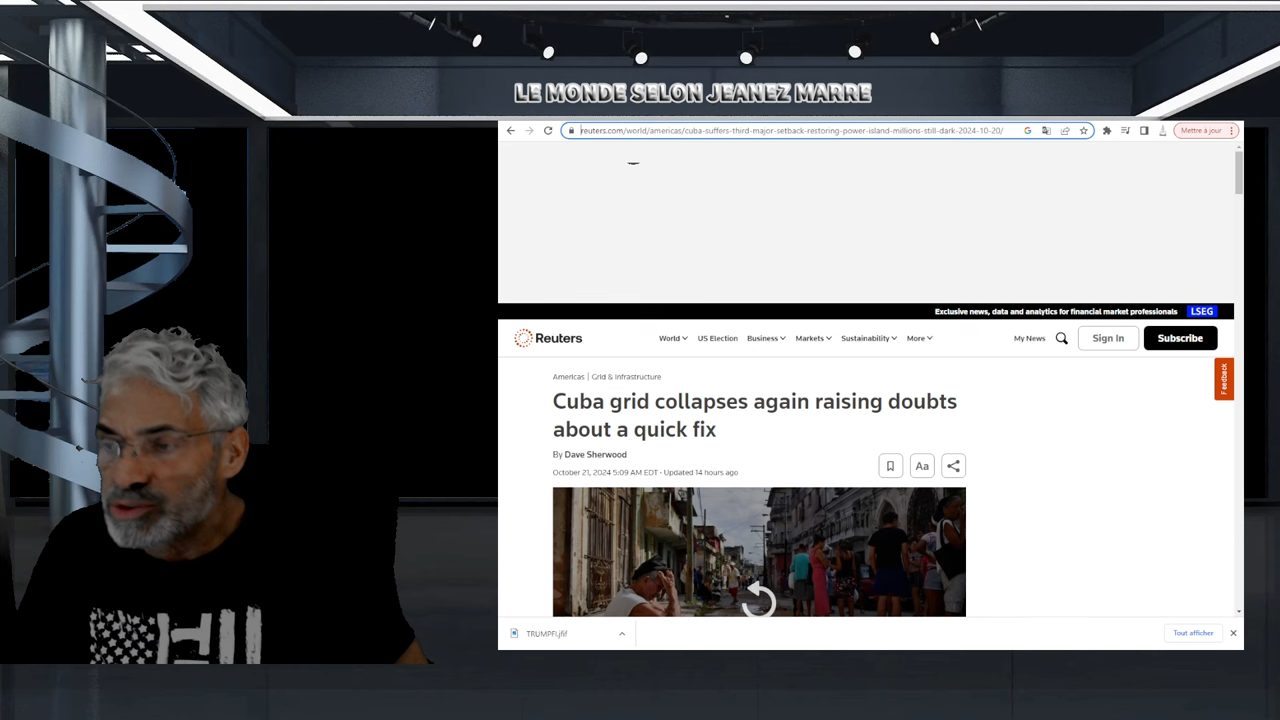 LE MONDE SELON JEANEZ MARRE
reuters.com/world/americas/cuba-suffers-third-major-setback-restoring-power-island-millions-still-dark-2024-10-20/
Mettre à jour
Exclusive news, data and analytics for financial market professionals LSEG
Reuters World US Election Business Markets Sustainability More My News Sign In Subscribe
Feedback
Americas | Grid & Infrastructure
Cuba grid collapses again raising doubts
about a quick fix
By Dave Sherwood
October 21, 2024 5:09 AM EDT · Updated 14 hours ago
Aa
TRUMPFi.jfif
Tout afficher